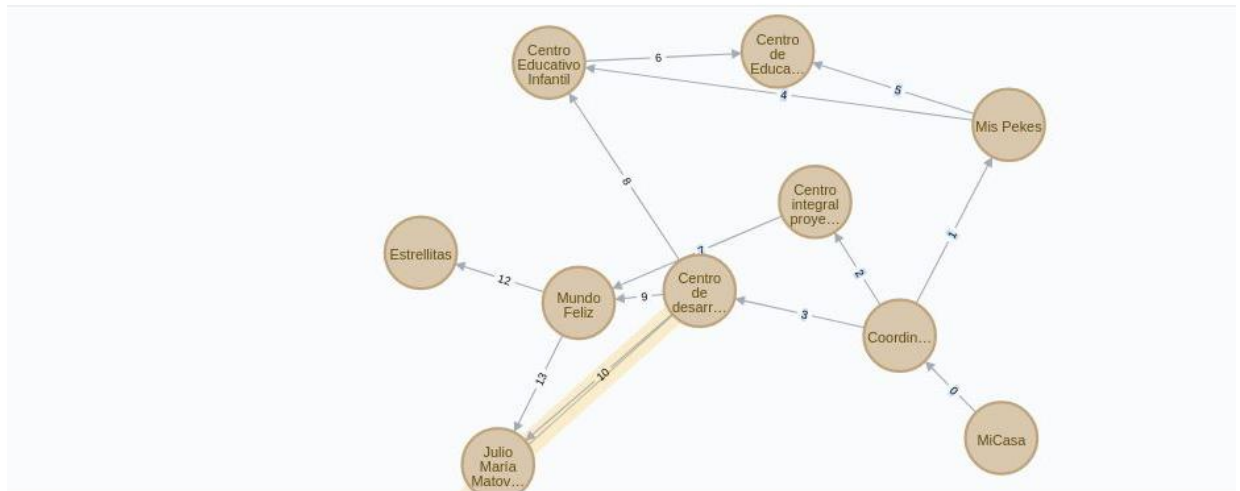 Centro
Educativo
Infantil
6
Centro
de
Educa...
5
4
Mis Pekes
8
Centro
integral
proye...
1
Estrellitas
7
2
12
Mundo
Feliz
9
Centro
de
desarr...
3
Coordin...
13
10
0
MiCasa
Julio
María
Matov...